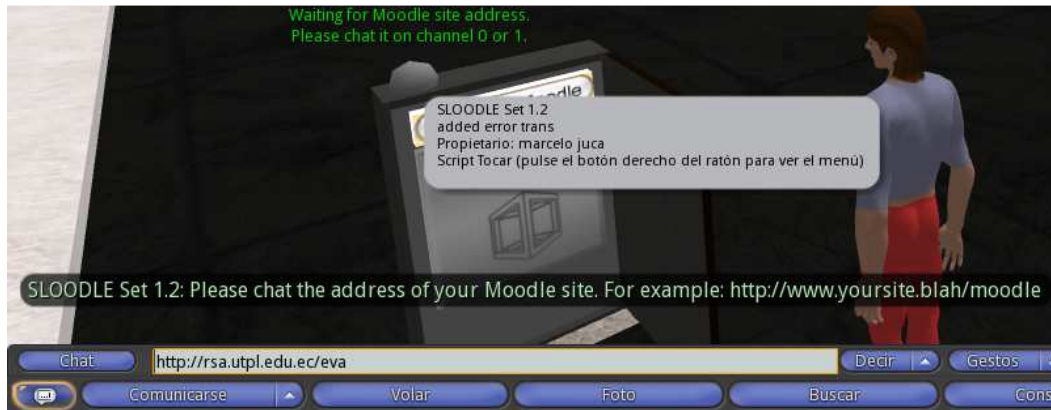 Waiting for Moodle site address.
Please chat it on channel 0 or 1.
SLOODLE Set 1.2
added error trans
Propietario: marcelo juca
Script Tocar (pulse el botón derecho del ratón para ver el menú)
SLOODLE Set 1.2: Please chat the address of your Moodle site. For example: http://www.yoursite.blah/moodle
Chat http://rsa.utpl.edu.ec/eva Decir Gestos
Comunicarse Volar Foto Buscar Cons